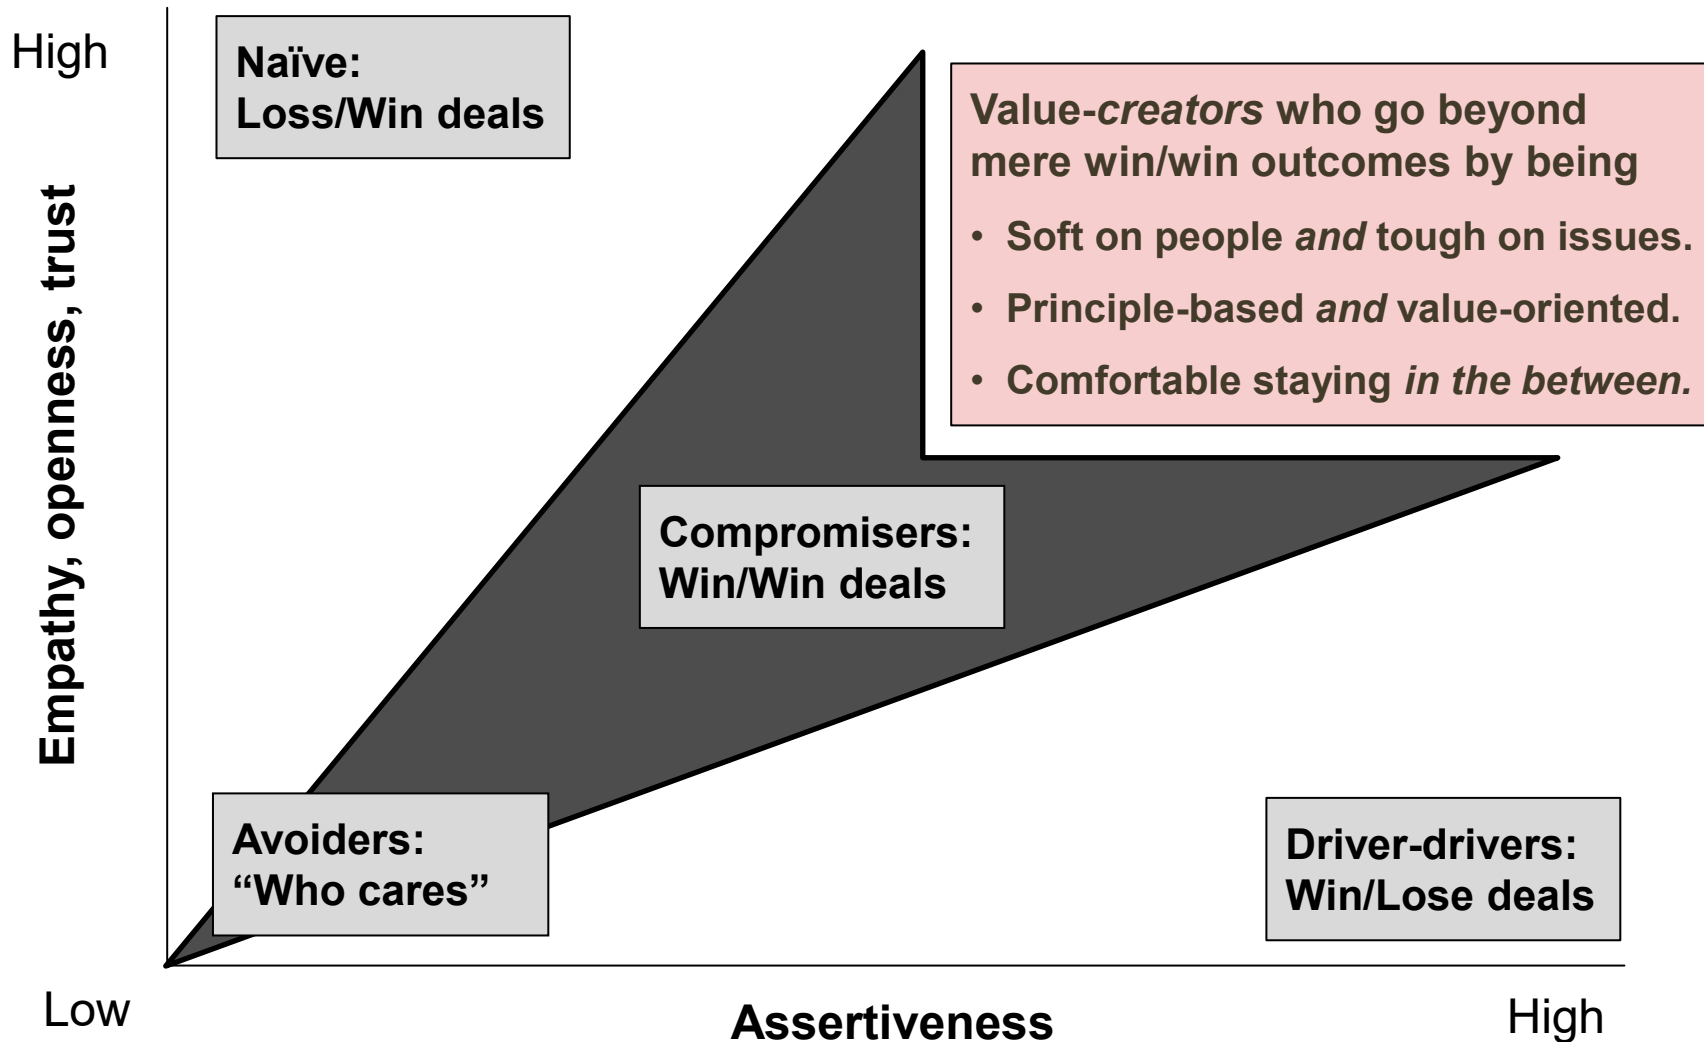 High
Naïve:
Loss/Win deals
Value-creators who go beyond
mere win/win outcomes by being
• Soft on people and tough on issues.
• Principle-based and value-oriented.
• Comfortable staying in the between.
Empathy, openness, trust
Compromisers:
Win/Win deals
Avoiders:
“Who cares”
Driver-drivers:
Win/Lose deals
Low
Assertiveness
High